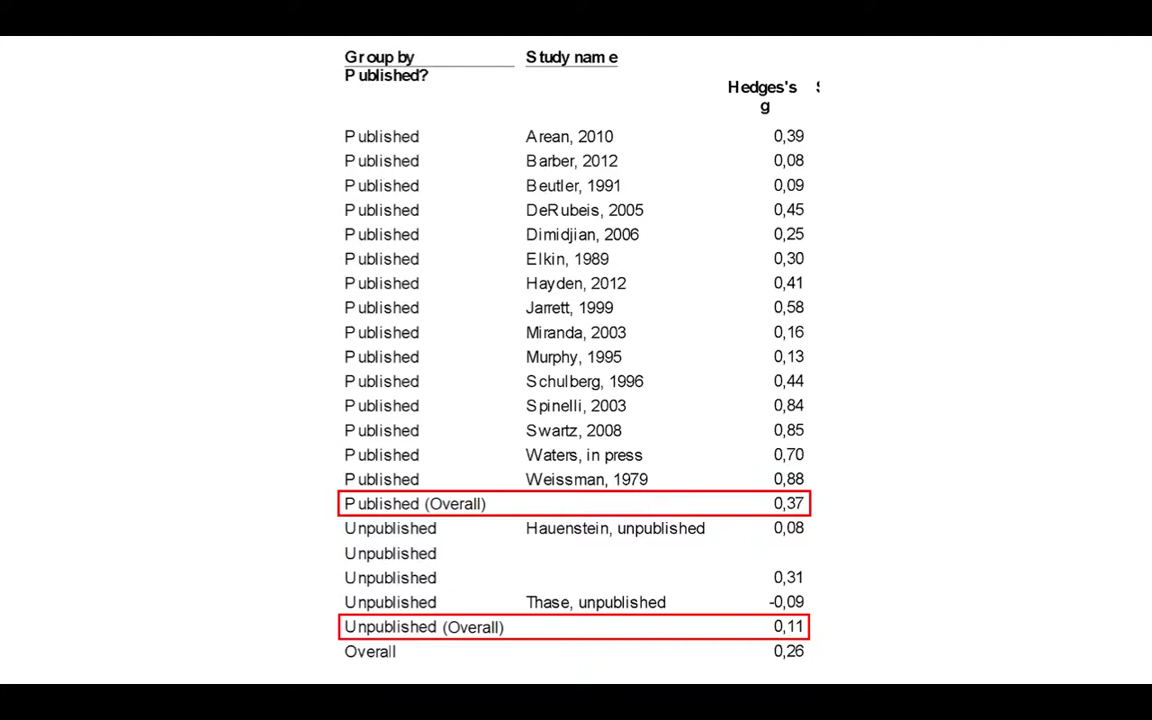 Group by Study name
Published?
Hedges's
g
Published Arean, 2010 0,39
Published Barber, 2012 0,08
Published Beutler, 1991 0,09
Published DeRubeis, 2005 0,45
Published Dimidjian, 2006 0,25
Published Elkin, 1989 0,30
Published Hayden, 2012 0,41
Published Jarrett, 1999 0,58
Published Miranda, 2003 0,16
Published Murphy, 1995 0,13
Published Schulberg, 1996 0,44
Published Spinelli, 2003 0,84
Published Swartz, 2008 0,85
Published Waters, in press 0,70
Published Weissman, 1979 0,88
Published (Overall) 0,37
Unpublished Hauenstein, unpublished 0,08
Unpublished
Unpublished 0,31
Unpublished Thase, unpublished -0,09
Unpublished (Overall) 0,11
Overall 0,26